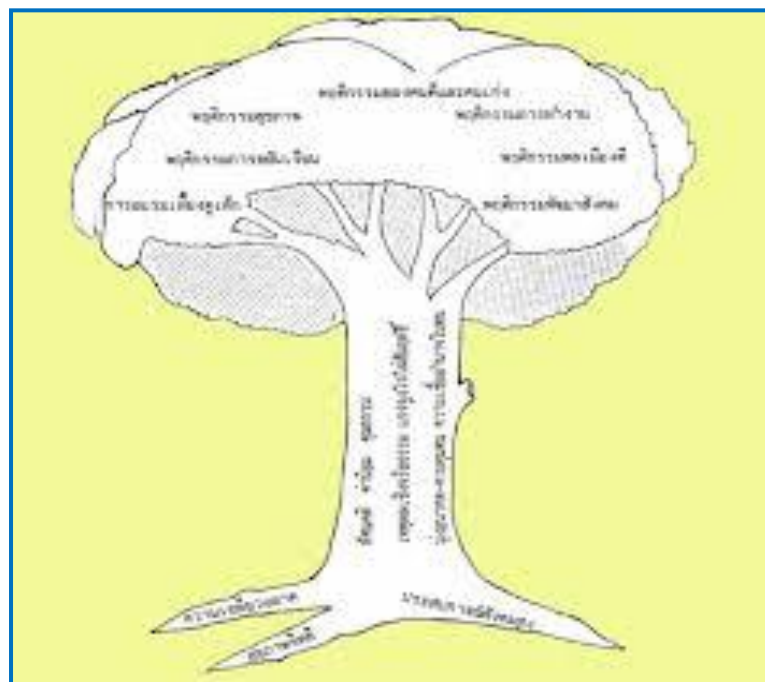 พฤติกรรมของคนดีและคนเก่ง
พฤติกรรมสุขภาพ
พฤติกรรมการทำงาน
พฤติกรรมการขยันเรียน
พฤติกรรมพลเมืองดี
การอบรมเลี้ยงดูเด็ก
พฤติกรรมพัฒนาสังคม
ทัศนคติ ค่านิยม คุณธรรม
เหตุผลเชิงจริยธรรม แรงจูงใจใฝ่สัมฤทธิ์
มุ่งอนาคต-ควบคุมตน ความเชื่ออำนาจในตน
ความเฉลียวฉลาด
ประสบการณ์สังคมสูง
สุขภาพจิตดี